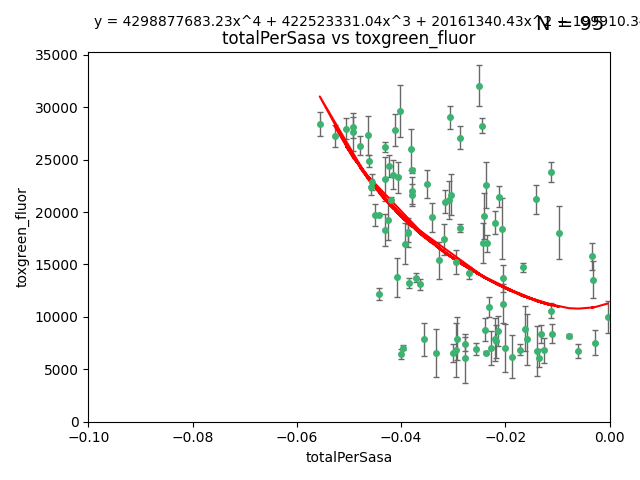 y = 4298877683.23x^4 + 422523331.04x^3 + 20161340.43x^2 +
N = 95
totalPerSasa vs toxgreen_fluor
35000
30000
25000
20000
15000
10000
5000
0
toxgreen_fluor
−0.10
−0.08
−0.06
−0.04
−0.02
0.00
totalPerSasa